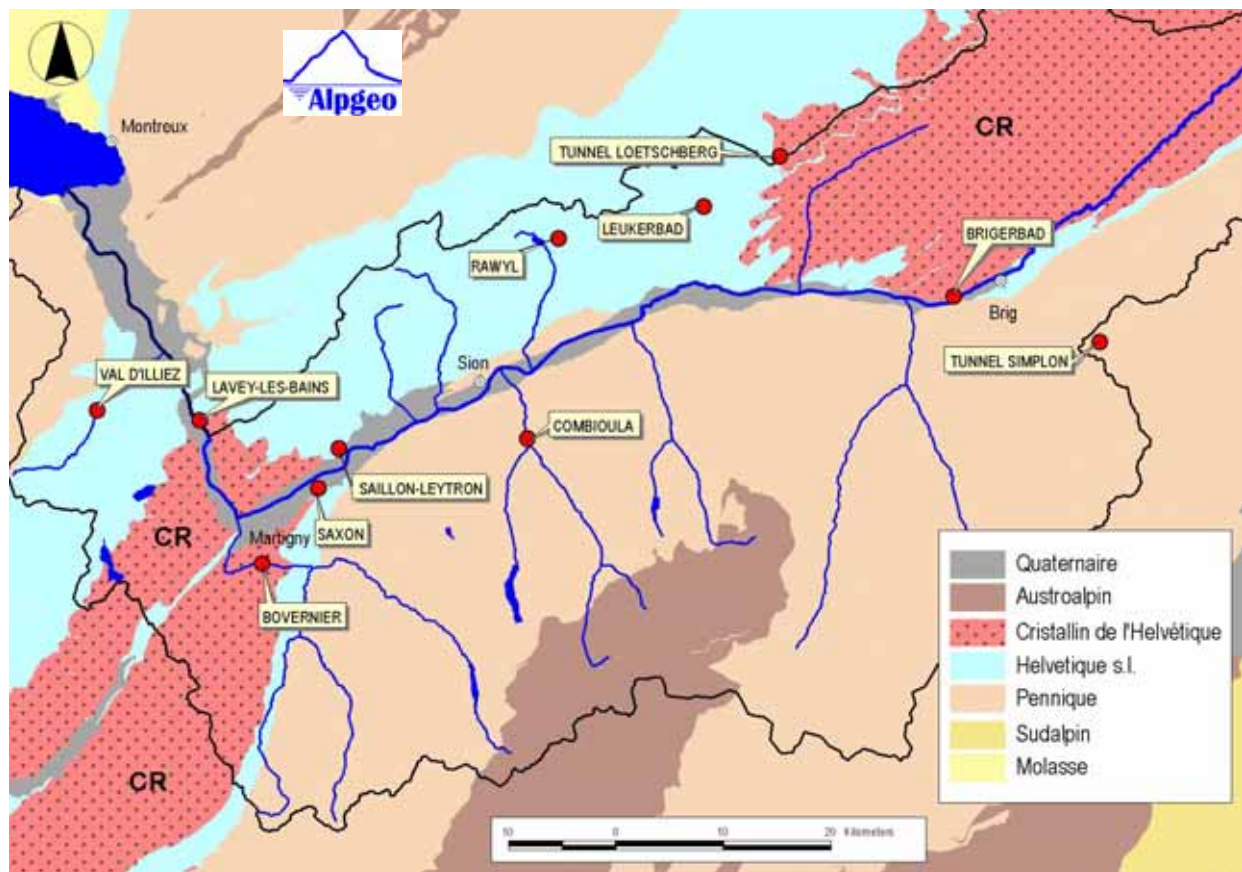 Alpgeo
Montreux
CR
TUNNEL LOETSCHBERG
LEUKERBAD
BRIGERBAD
RAWYL
Brig
TUNNEL SIMPLON
Sion
VAL D'ILLIEZ
LAVEY-LES-BAINS
COMBIOULA
SAILLON-LEYTRON
SAXON
CR
Martigny
BOVERNIER
CR
Quaternaire
Austroalpin
Cristallin de l'Helvétique
Helvetique s.l.
Pennique
Sudalpin
Molasse
10 0 10 20 Kilometers